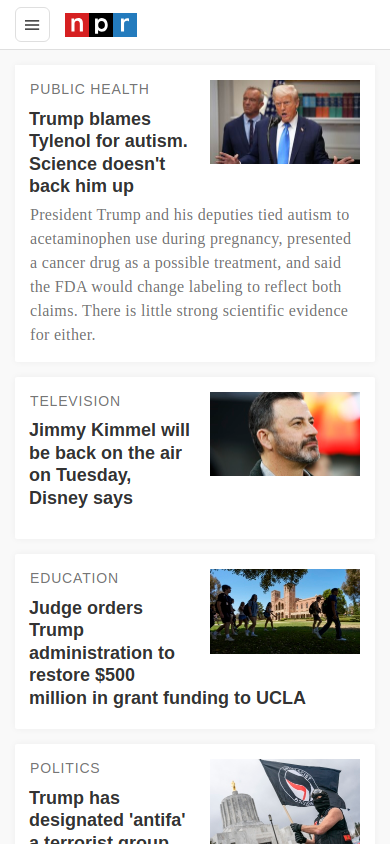 npr
PUBLIC HEALTH
Trump blames
Tylenol for autism.
Science doesn't
back him up
President Trump and his deputies tied autism to
acetaminophen use during pregnancy, presented
a cancer drug as a possible treatment, and said
the FDA would change labeling to reflect both
claims. There is little strong scientific evidence
for either.
TELEVISION
Jimmy Kimmel will
be back on the air
on Tuesday,
Disney says
EDUCATION
Judge orders
Trump
administration to
restore $500
million in grant funding to UCLA
POLITICS
Trump has
designated 'antifa'
a terrorist group.